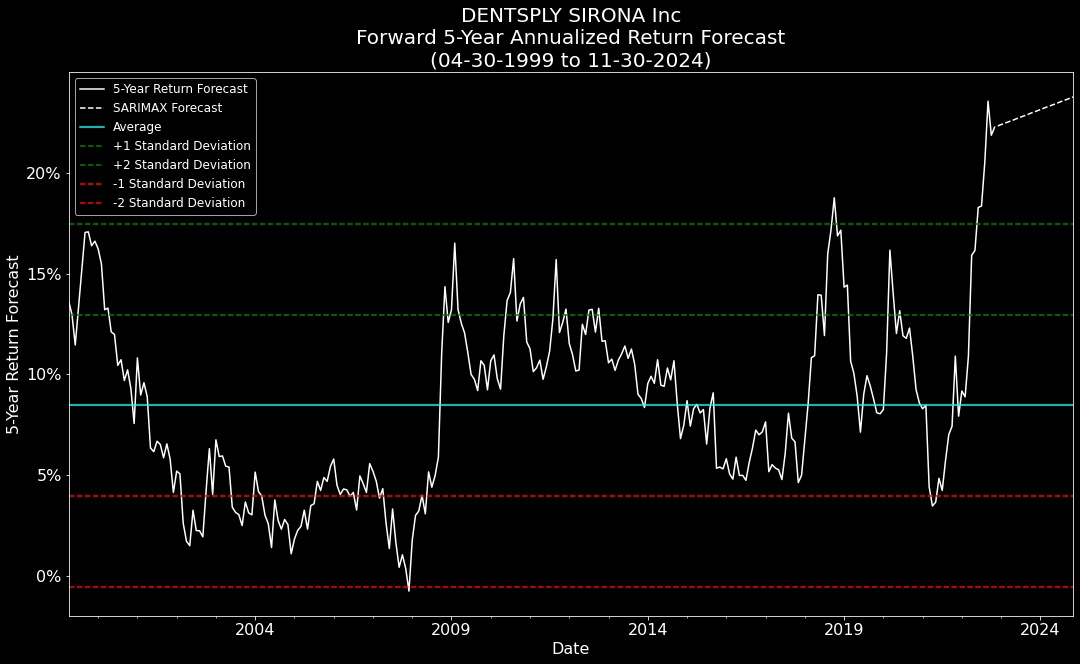 DENTSPLY SIRONA Inc
Forward 5-Year Annualized Return Forecast
(04-30-1999 to 11-30-2024)
5-Year Return Forecast
SARIMAX Forecast
Average
+1 Standard Deviation
+2 Standard Deviation
-1 Standard Deviation
-2 Standard Deviation
5-Year Return Forecast
20%
15%
10%
5%
0%
2004
2009
2014
2019
2024
Date